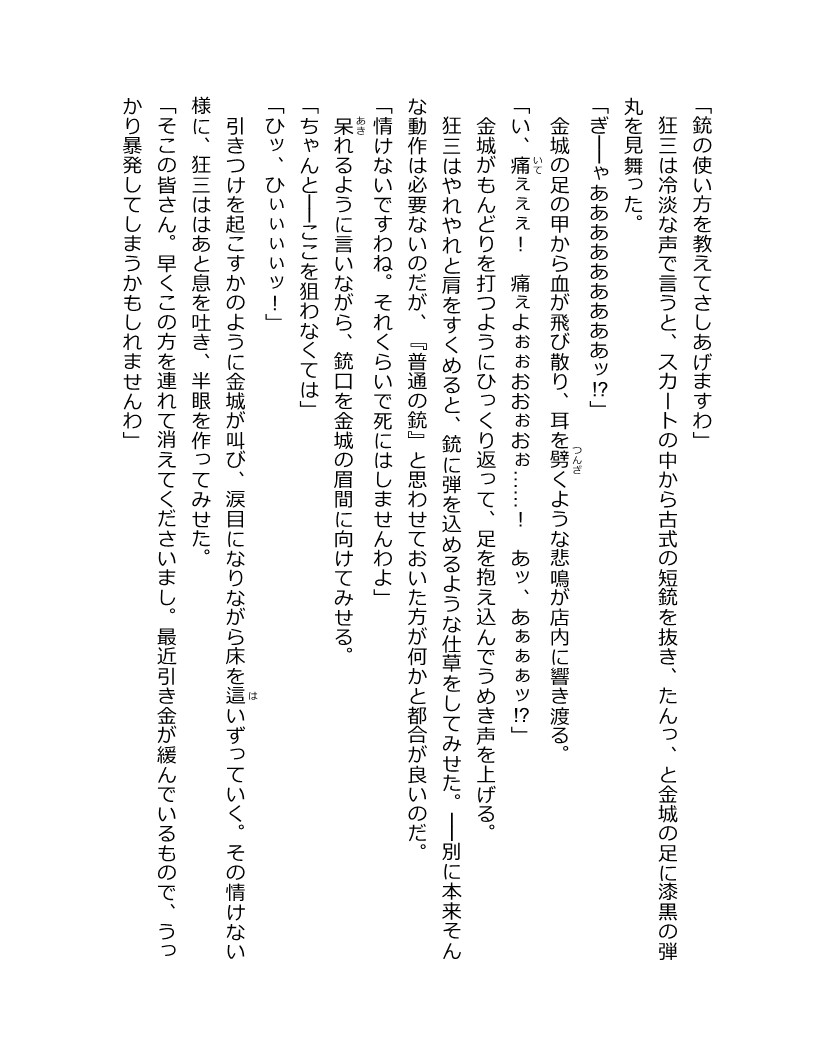 「銃の使い方を教えてさしあげますわ」
　狂三は冷淡な声で言うと、スカートの中から古式の短銃を抜き、たんっ、と金城の足に漆黒の弾
丸を見舞った。
「ぎ――ゃああああああああッ!?」
　金城の足の甲から血が飛び散り、耳を劈くような悲鳴が店内に響き渡る。
「い、痛ぇぇぇ！　痛ぇよぉぉおおぉおぉ……！　あッ、あぁぁぁッ!?」
　金城がもんどりを打つようにひっくり返って、足を抱え込んでうめき声を上げる。
　狂三はやれやれと肩をすくめると、銃に弾を込めるような仕草をしてみせた。――別に本来そん
な動作は必要ないのだが、『普通の銃』と思わせておいた方が何かと都合が良いのだ。
「情けないですわね。それくらいで死にはしませんわよ」
　呆れるように言いながら、銃口を金城の眉間に向けてみせる。
「ちゃんと――ここを狙わなくては」
「ひッ、ひぃぃぃぃッ！」
　引きつけを起こすかのように金城が叫び、涙目になりながら床を這いずっていく。その情けない
様に、狂三ははあと息を吐き、半眼を作ってみせた。
「そこの皆さん。早くこの方を連れて消えてくださいまし。最近引き金が緩んでいるもので、うっ
かり暴発してしまうかもしれませんわ」